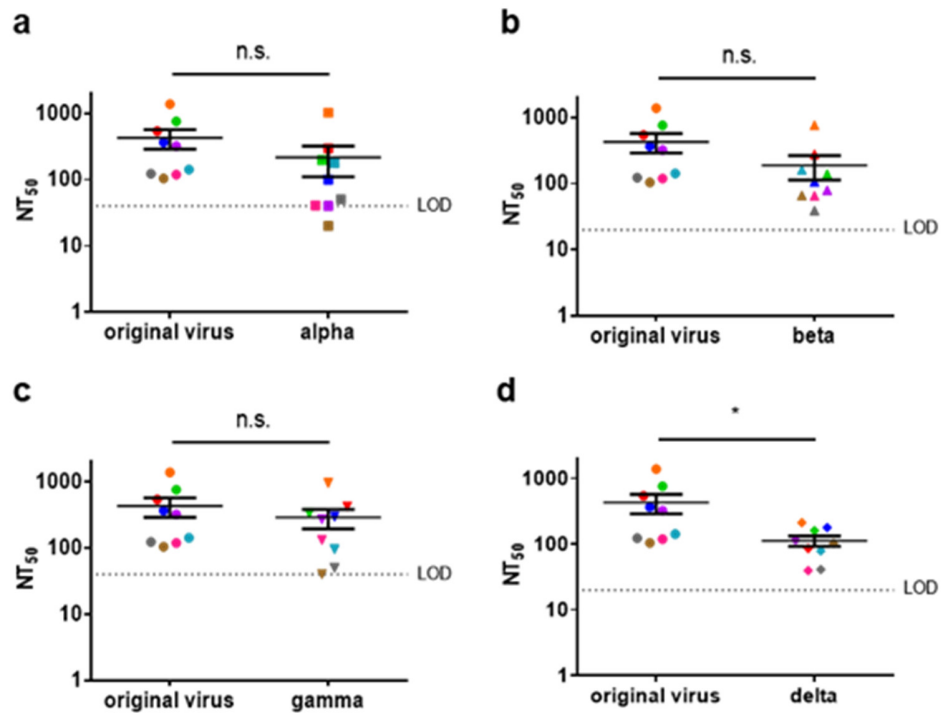 a
n.s.
1000
100
10
1
NT50
LOD
original virus
alpha
b
n.s.
1000
100
10
1
NT50
LOD
original virus
beta
c
n.s.
1000
100
10
1
NT50
LOD
original virus
gamma
d
*
1000
100
10
1
NT50
LOD
original virus
delta